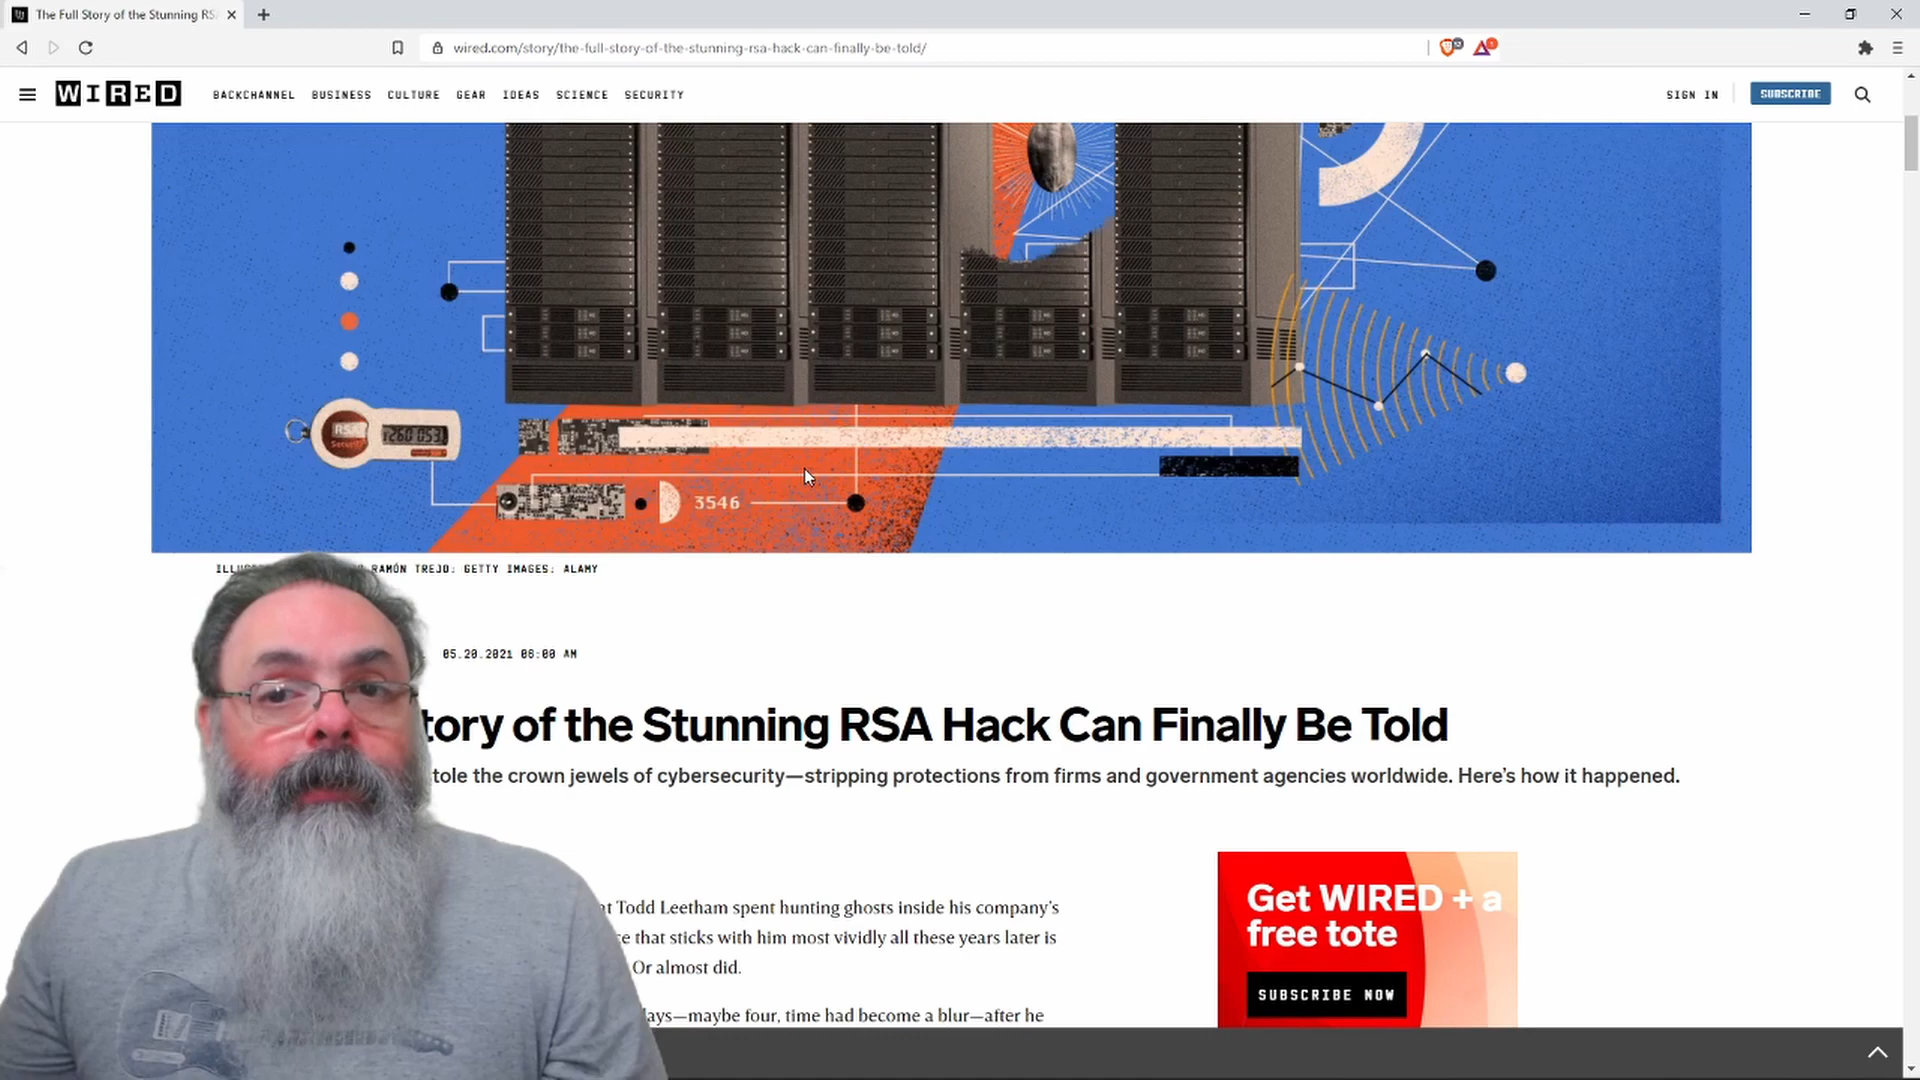 The Full Story of the Stunning RS
wired.com/story/the-full-story-of-the-stunning-rsa-hack-can-finally-be-told/
WIRED
BACKCHANNEL BUSINESS CULTURE GEAR IDEAS SCIENCE SECURITY
SIGN IN
SUBSCRIBE
RSA
Security
3546
ILLU RAMÓN TREJO; GETTY IMAGES; ALAMY
05.20.2021 06:00 AM
tory of the Stunning RSA Hack Can Finally Be Told
tole the crown jewels of cybersecurity—stripping protections from firms and government agencies worldwide. Here's how it happened.
at Todd Leetham spent hunting ghosts inside his company's
ce that sticks with him most vividly all these years later is
Or almost did.
days—maybe four, time had become a blur—after he
Get WIRED + a
free tote
SUBSCRIBE NOW